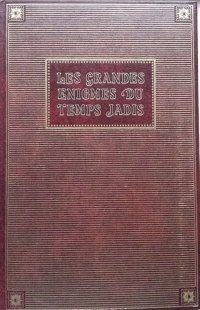 LES GRANDES
ENIGMES DU
TEMPS JADIS